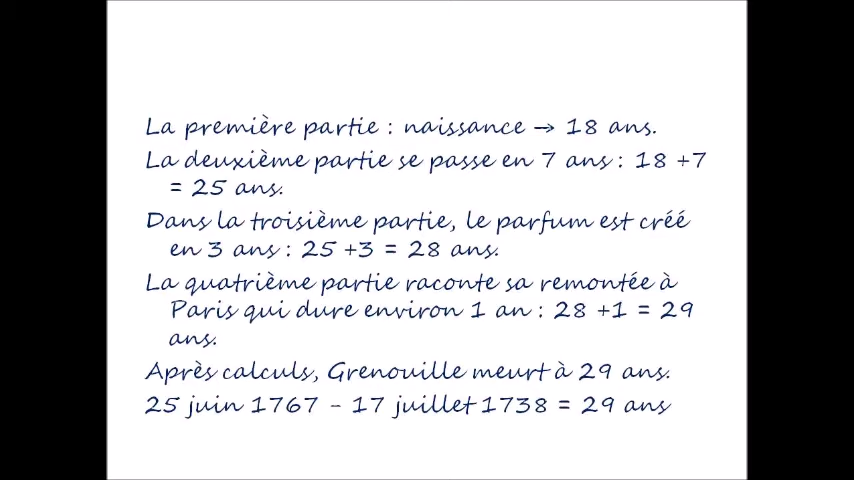 La première partie : naissance → 18 ans.
La deuxième partie se passe en 7 ans : 18 +7
= 25 ans.
Dans la troisième partie, le parfum est créé
en 3 ans : 25 +3 = 28 ans.
La quatrième partie raconte sa remontée à
Paris qui dure environ 1 an : 28 +1 = 29
ans.
Après calculs, Grenouille meurt à 29 ans.
25 juin 1767 - 17 juillet 1738 = 29 ans